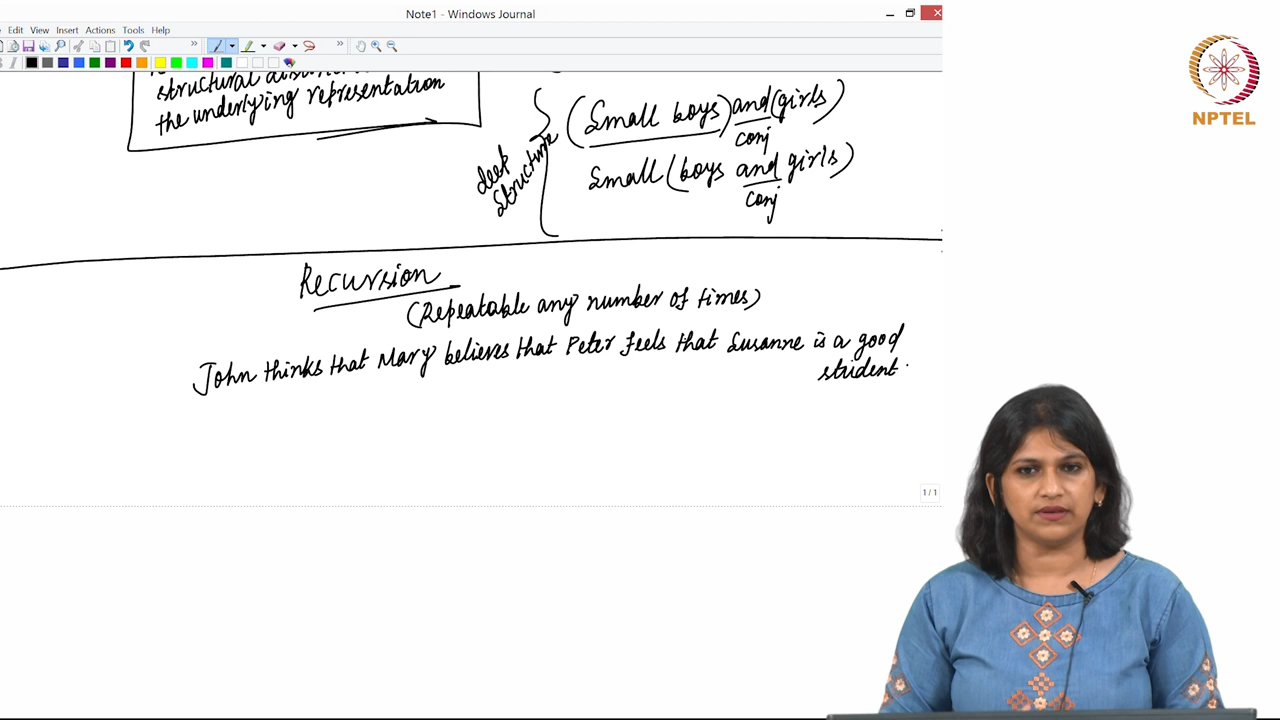 Note1 - Windows Journal
Edit View Insert Actions Tools Help
NPTEL
structural
the underlying representation
deep structure
(Small boys) and (girls)
conj
Small (boys and girls)
conj
Recursion
(Repeatable any number of times)
John thinks that Mary believes that Peter feels that Susanne is a good
student.
1 / 1